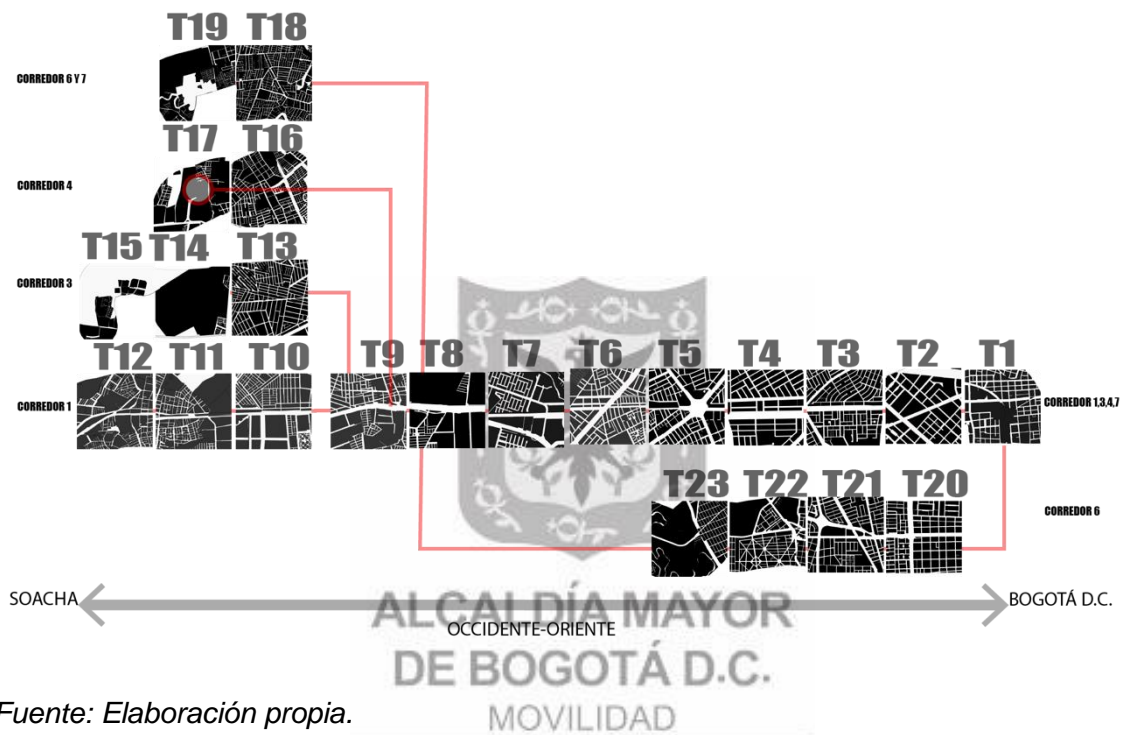 T19 T18
CORREDOR 6 Y 7
T17 T16
CORREDOR 4
T15 T14 T13
CORREDOR 3
T12 T11 T10 T9 T8 T7 T6 T5 T4 T3 T2 T1
CORREDOR 1
CORREDOR 1,3,4,7
T23 T22 T21 T20
CORREDOR 6
SOACHA
BOGOTÁ D.C.
OCCIDENTE-ORIENTE
ALCALDÍA MAYOR
DE BOGOTÁ D.C.
MOVILIDAD
Fuente: Elaboración propia.